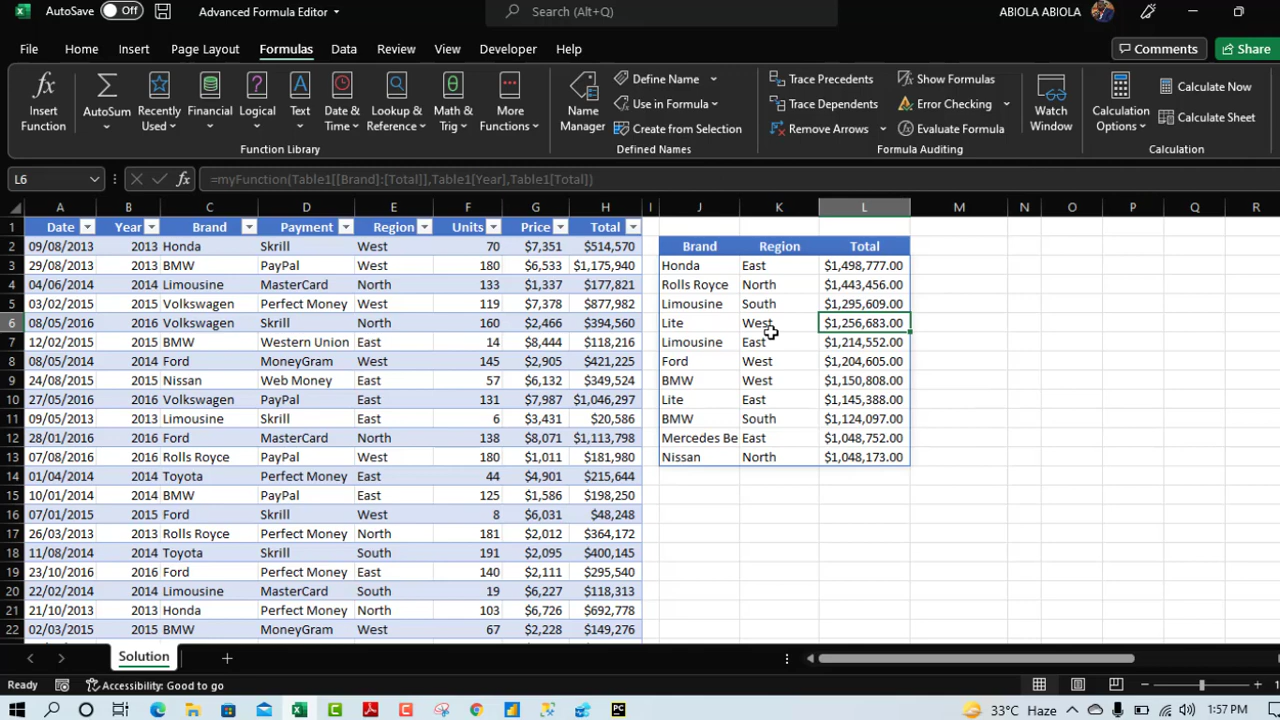 AutoSave Off Advanced Formula Editor Search (Alt+Q) ABIOLA ABIOLA
File Home Insert Page Layout Formulas Data Review View Developer Help Comments Share
Insert Function AutoSum Recently Used Financial Logical Text Date & Time Lookup & Reference Math & Trig More Functions
Function Library
Name Manager Define Name Use in Formula Create from Selection
Defined Names
Trace Precedents Trace Dependents Remove Arrows Show Formulas Error Checking Evaluate Formula
Formula Auditing
Watch Window
Calculation Options Calculate Now Calculate Sheet
Calculation
L6 fx =myFunction(Table1[[Brand]:[Total]],Table1[Year],Table1[Total])
A B C D E F G H I J K L M N O P Q R
1 Date Year Brand Payment Region Units Price Total
2 09/08/2013 2013 Honda Skrill West 70 $7,351 $514,570 Brand Region Total
3 29/08/2013 2013 BMW PayPal West 180 $6,533 $1,175,940 Honda East $1,498,777.00
4 04/06/2014 2014 Limousine MasterCard North 133 $1,337 $177,821 Rolls Royce North $1,443,456.00
5 03/02/2015 2015 Volkswagen Perfect Money West 119 $7,378 $877,982 Limousine South $1,295,609.00
6 08/05/2016 2016 Volkswagen Skrill North 160 $2,466 $394,560 Lite West $1,256,683.00
7 12/02/2015 2015 BMW Western Union East 14 $8,444 $118,216 Limousine East $1,214,552.00
8 08/05/2014 2014 Ford MoneyGram West 145 $2,905 $421,225 Ford West $1,204,605.00
9 24/08/2015 2015 Nissan Web Money East 57 $6,132 $349,524 BMW West $1,150,808.00
10 27/05/2016 2016 Volkswagen PayPal East 131 $7,987 $1,046,297 Lite East $1,145,388.00
11 09/05/2013 2013 Limousine Skrill East 6 $3,431 $20,586 BMW South $1,124,097.00
12 28/01/2016 2016 Ford MasterCard North 138 $8,071 $1,113,798 Mercedes Be East $1,048,752.00
13 07/08/2016 2016 Rolls Royce PayPal West 180 $1,011 $181,980 Nissan North $1,048,173.00
14 01/03/2014 2014 Toyota Perfect Money East 44 $4,901 $215,644
15 10/01/2014 2014 BMW PayPal East 125 $1,586 $198,250
16 07/01/2015 2015 Ford Skrill West 8 $6,031 $48,248
17 26/03/2013 2013 Rolls Royce Perfect Money North 181 $2,012 $364,172
18 11/08/2014 2014 Toyota Skrill South 191 $2,095 $400,145
19 23/10/2016 2016 Ford Perfect Money East 140 $2,111 $295,540
20 22/02/2014 2014 Limousine MasterCard South 19 $6,227 $118,313
21 21/10/2013 2013 Honda Perfect Money North 103 $6,726 $692,778
22 02/03/2015 2015 BMW MoneyGram West 67 $2,228 $149,276
Solution
Ready Accessibility: Good to go
33°C Haze 1:57 PM